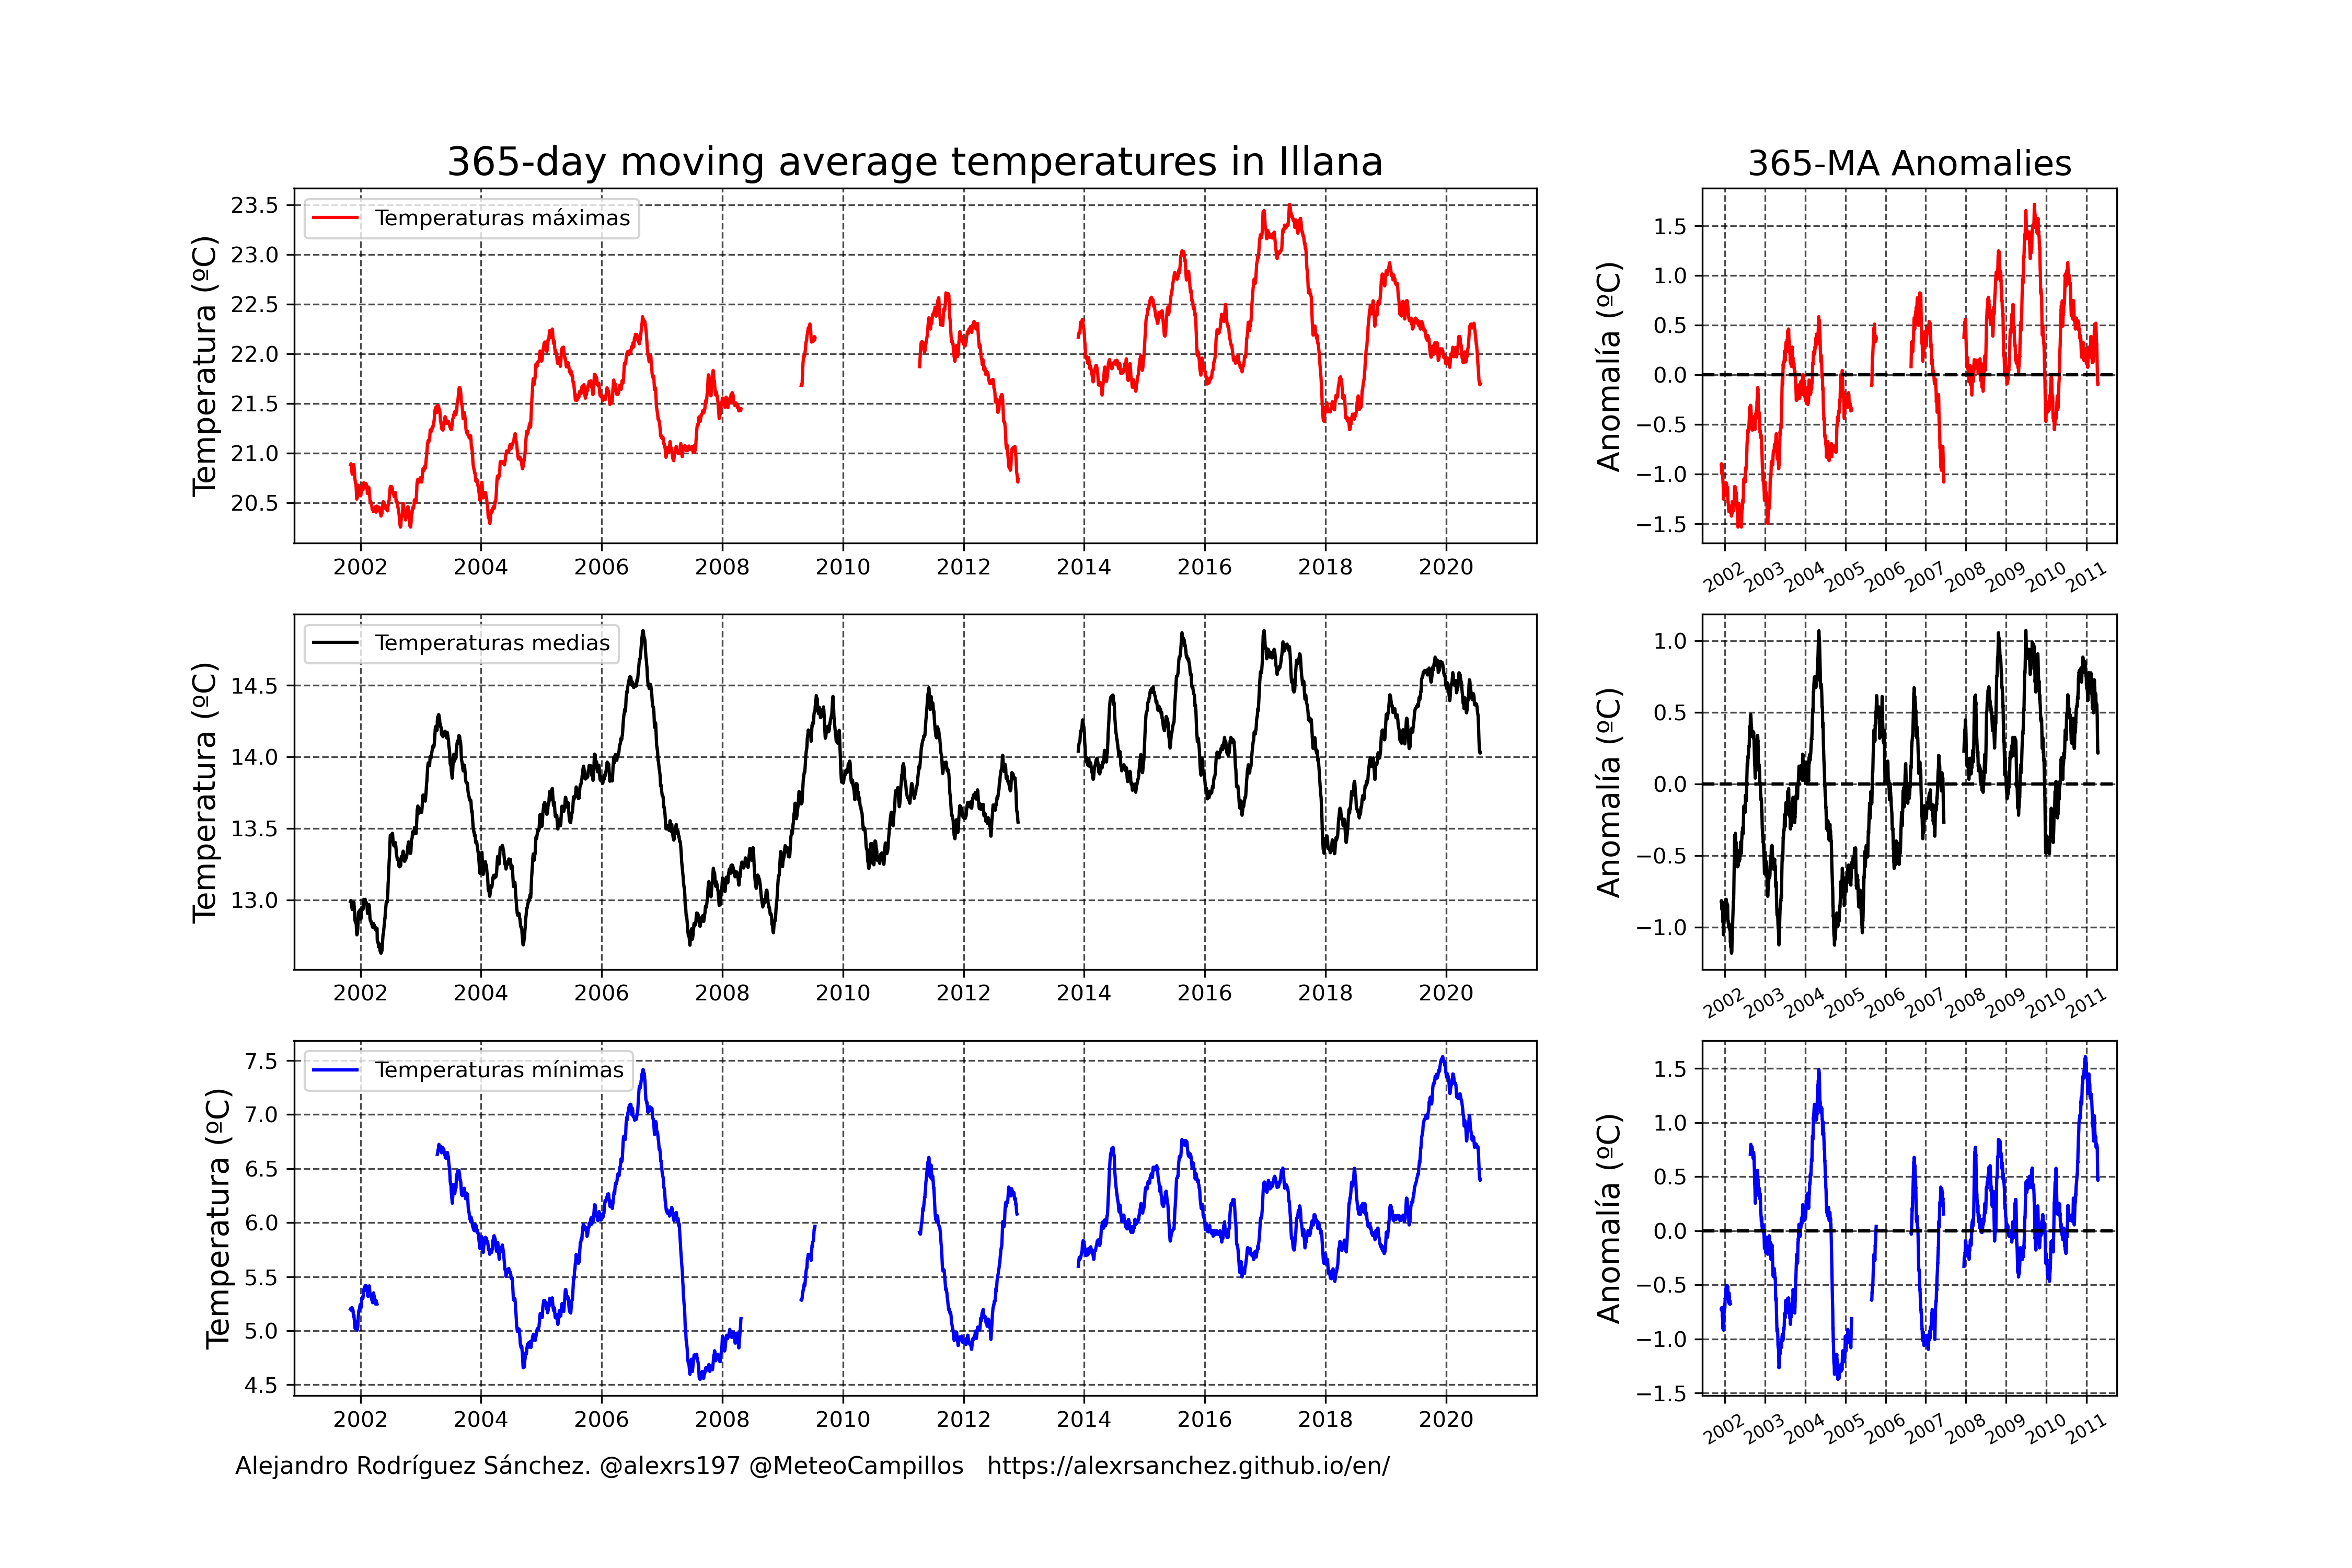 365-day moving average temperatures in Illana
365-MA Anomalies
Temperatura (ºC)
23.5
23.0
22.5
22.0
21.5
21.0
20.5
Temperaturas máximas
2002 2004 2006 2008 2010 2012 2014 2016 2018 2020
Anomalía (ºC)
1.5
1.0
0.5
0.0
−0.5
−1.0
−1.5
2002 2003 2004 2005 2006 2007 2008 2009 2010 2011
Temperatura (ºC)
14.5
14.0
13.5
13.0
Temperaturas medias
2002 2004 2006 2008 2010 2012 2014 2016 2018 2020
Anomalía (ºC)
1.0
0.5
0.0
−0.5
−1.0
2002 2003 2004 2005 2006 2007 2008 2009 2010 2011
Temperatura (ºC)
7.5
7.0
6.5
6.0
5.5
5.0
4.5
Temperaturas mínimas
2002 2004 2006 2008 2010 2012 2014 2016 2018 2020
Anomalía (ºC)
1.5
1.0
0.5
0.0
−0.5
−1.0
−1.5
2002 2003 2004 2005 2006 2007 2008 2009 2010 2011
Alejandro Rodríguez Sánchez. @alexrs197 @MeteoCampillos https://alexrsanchez.github.io/en/